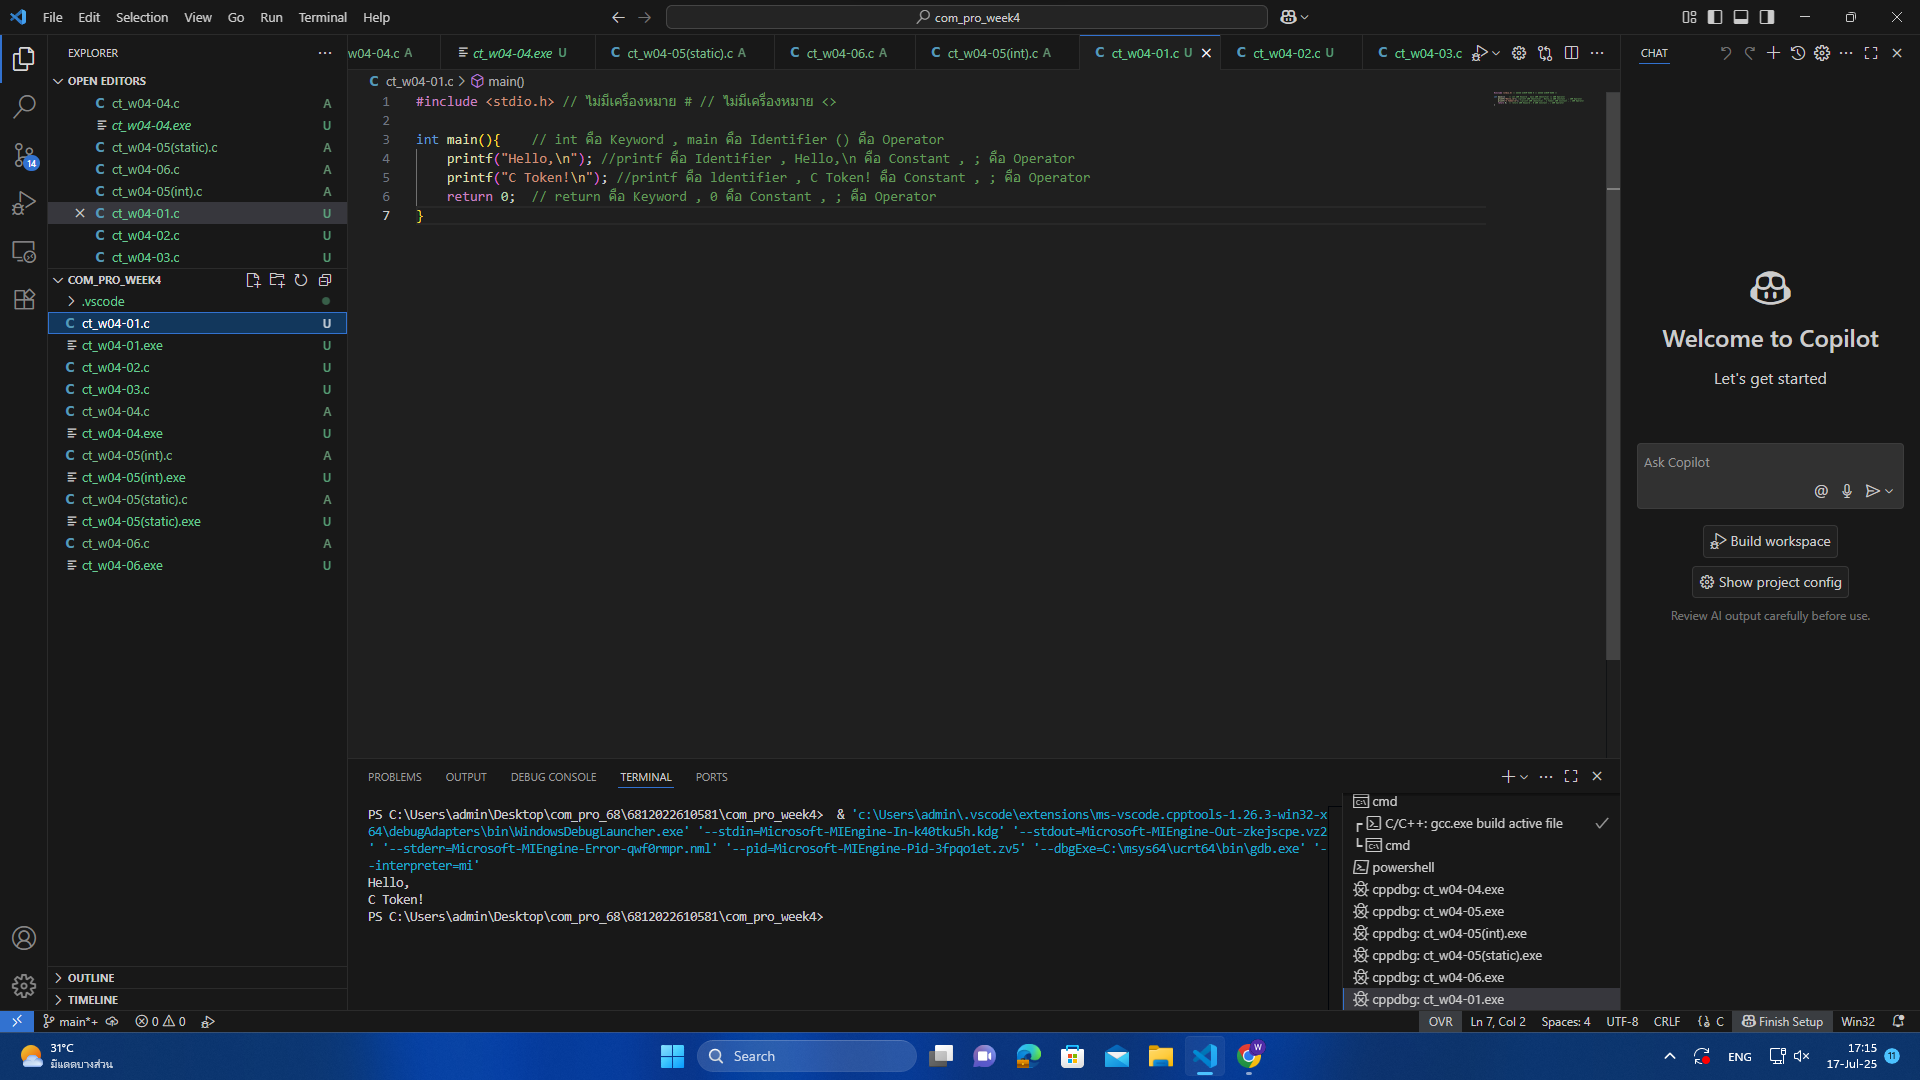 File Edit Selection View Go Run Terminal Help
com_pro_week4
EXPLORER
OPEN EDITORS
ct_w04-04.c A
ct_w04-04.exe U
ct_w04-05(static).c A
ct_w04-06.c A
ct_w04-05(int).c A
ct_w04-01.c U
ct_w04-02.c U
ct_w04-03.c U
COM_PRO_WEEK4
.vscode
ct_w04-01.c U
ct_w04-01.exe U
ct_w04-02.c U
ct_w04-03.c U
ct_w04-04.c A
ct_w04-04.exe U
ct_w04-05(int).c A
ct_w04-05(int).exe U
ct_w04-05(static).c A
ct_w04-05(static).exe U
ct_w04-06.c A
ct_w04-06.exe U
OUTLINE
TIMELINE
14
w04-04.c A ct_w04-04.exe U ct_w04-05(static).c A ct_w04-06.c A ct_w04-05(int).c A ct_w04-01.c U ct_w04-02.c U ct_w04-03.c
ct_w04-01.c > main()
1 #include <stdio.h> // ไม่มีเครื่องหมาย # // ไม่มีเครื่องหมาย <>
2
3 int main(){    // int คือ Keyword , main คือ Identifier () คือ Operator
4 printf("Hello,\n"); //printf คือ Identifier , Hello,\n คือ Constant , ; คือ Operator
5 printf("C Token!\n"); //printf คือ ldentifier , C Token! คือ Constant , ; คือ Operator
6 return 0;  // return คือ Keyword , 0 คือ Constant , ; คือ Operator
7 }
PROBLEMS OUTPUT DEBUG CONSOLE TERMINAL PORTS
PS C:\Users\admin\Desktop\com_pro_68\6812022610581\com_pro_week4>  & 'c:\Users\admin\.vscode\extensions\ms-vscode.cpptools-1.26.3-win32-x
64\debugAdapters\bin\WindowsDebugLauncher.exe' '--stdin=Microsoft-MIEngine-In-k40tku5h.kdg' '--stdout=Microsoft-MIEngine-Out-zkejscpe.vz2
' '--stderr=Microsoft-MIEngine-Error-qwf0rmpr.nml' '--pid=Microsoft-MIEngine-Pid-3fpqo1et.zv5' '--dbgExe=C:\msys64\ucrt64\bin\gdb.exe' '-
-interpreter=mi'
Hello,
C Token!
PS C:\Users\admin\Desktop\com_pro_68\6812022610581\com_pro_week4>
cmd
C/C++: gcc.exe build active file
cmd
powershell
cppdbg: ct_w04-04.exe
cppdbg: ct_w04-05.exe
cppdbg: ct_w04-05(int).exe
cppdbg: ct_w04-05(static).exe
cppdbg: ct_w04-06.exe
cppdbg: ct_w04-01.exe
CHAT
Welcome to Copilot
Let's get started
Ask Copilot
Build workspace
Show project config
Review AI output carefully before use.
main*+ 0 0
OVR Ln 7, Col 2 Spaces: 4 UTF-8 CRLF {} C Finish Setup Win32
31°C
มีแดดบางส่วน
Search
W
ENG
17:15
17-Jul-25
11